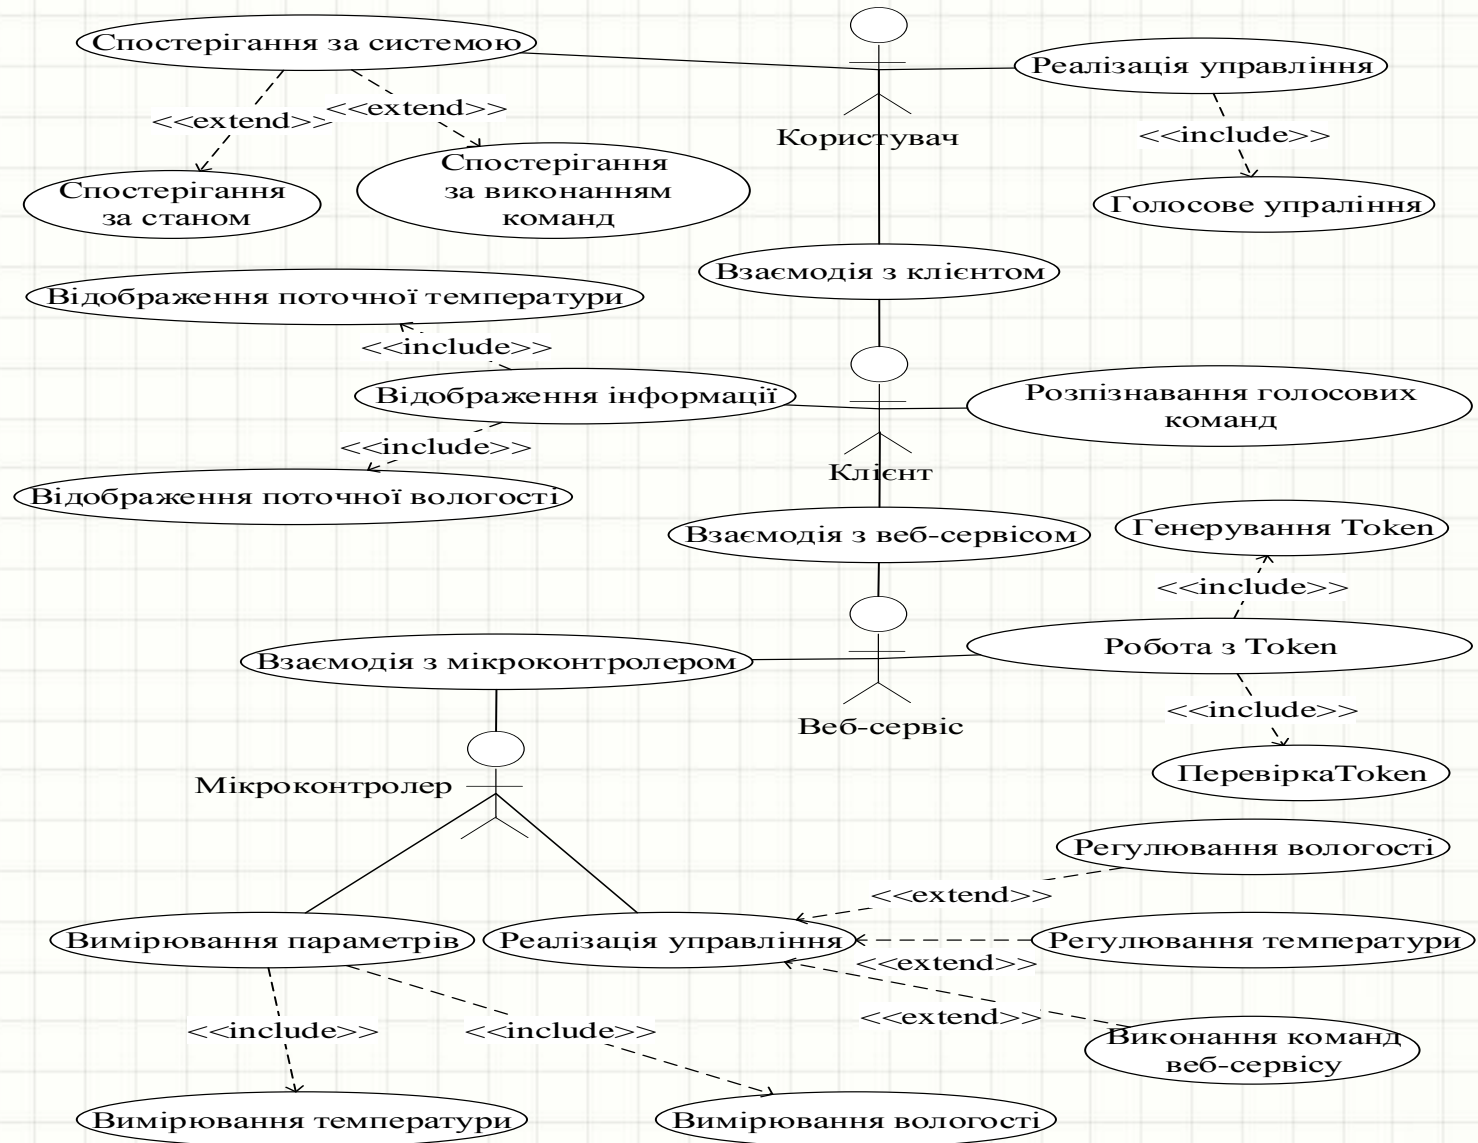 Спостерігання за системою
Реалізація управління
<<extend>>
<<extend>>
Користувач
<<include>>
Спостерігання
за станом
Спостерігання
за виконанням
команд
Голосове упраління
Взаємодія з клієнтом
Відображення поточної температури
<<include>>
Відображення інформації
Розпізнавання голосових
команд
<<include>>
Клієнт
Відображення поточної вологості
Взаємодія з веб-сервісом
Генерування Token
<<include>>
Взаємодія з мікроконтролером
Робота з Token
<<include>>
Веб-сервіс
ПеревіркаToken
Мікроконтролер
Регулювання вологості
<<extend>>
Вимірювання параметрів
Реалізація управління
Регулювання температури
<<extend>>
<<extend>>
<<include>>
<<include>>
Виконання команд
веб-сервісу
Вимірювання температури
Вимірювання вологості